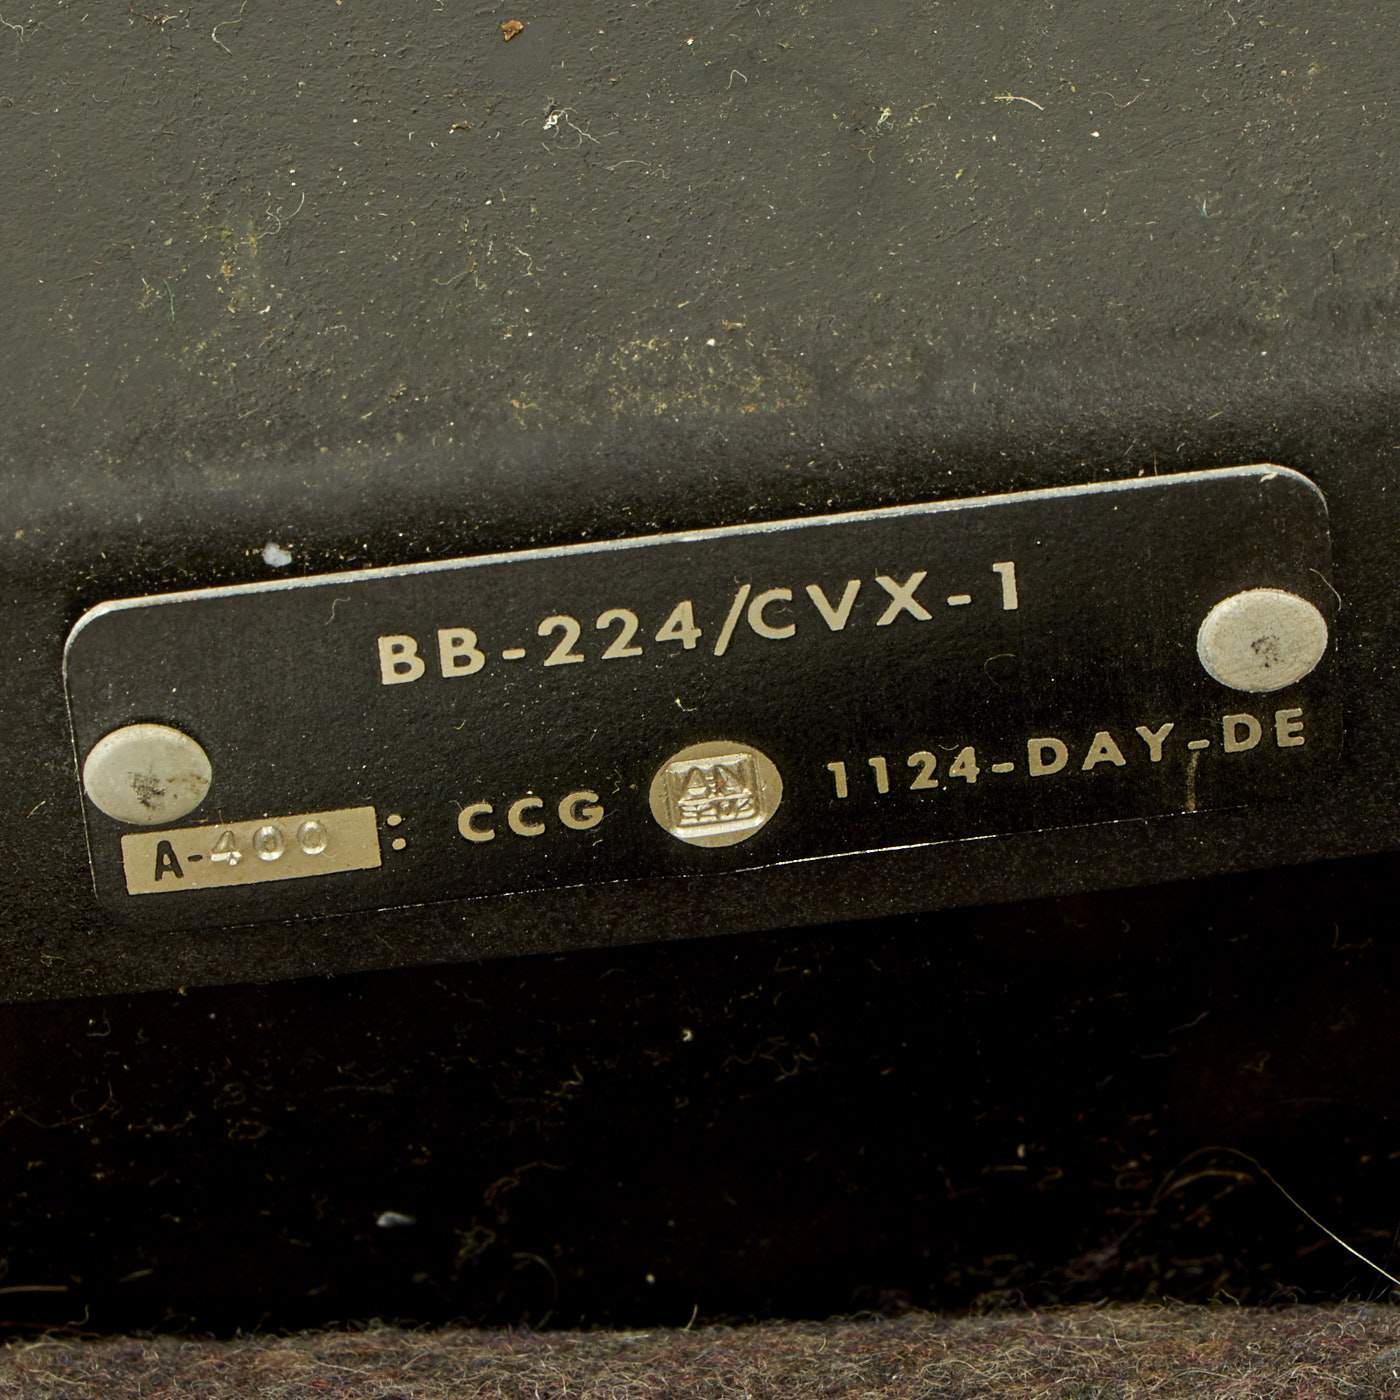 BB-224/CVX-1
A-400: CCG A-N 1124-DAY-DE